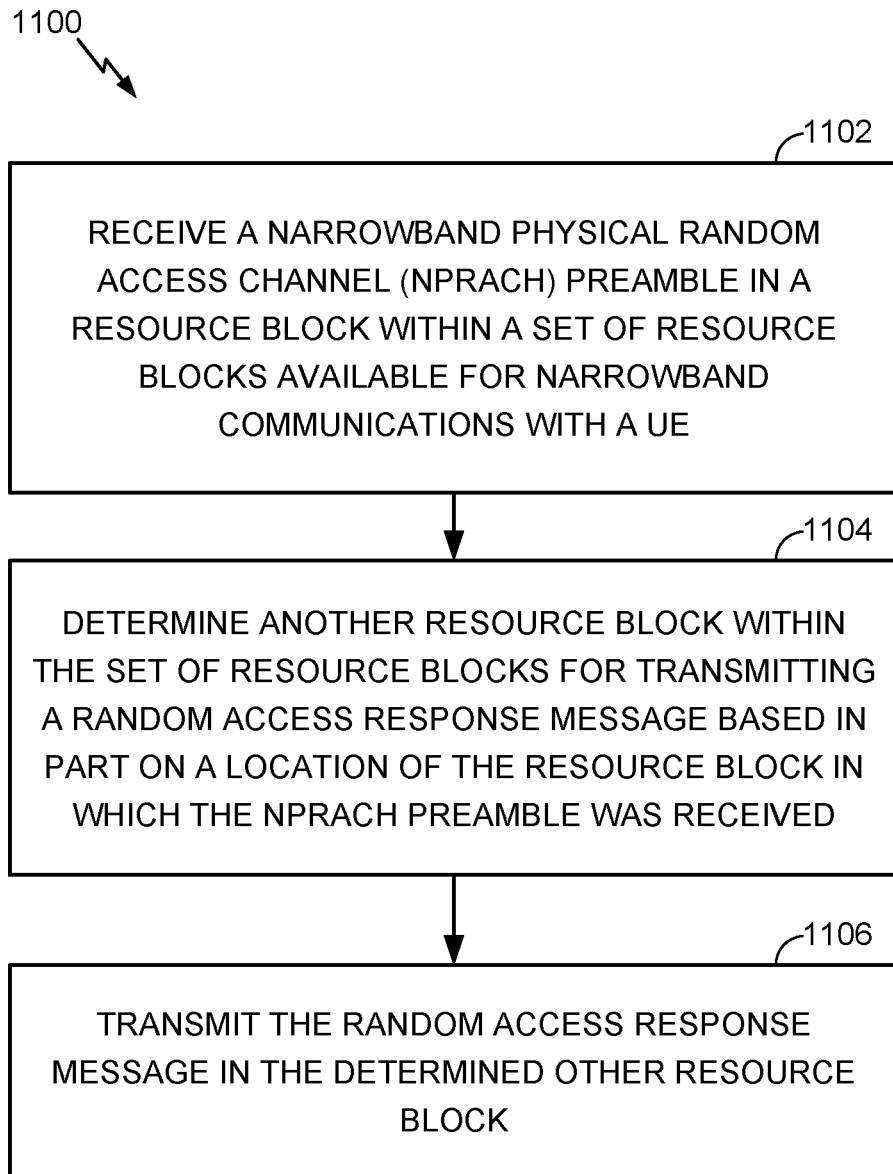 1100
1102
RECEIVE A NARROWBAND PHYSICAL RANDOM
ACCESS CHANNEL (NPRACH) PREAMBLE IN A
RESOURCE BLOCK WITHIN A SET OF RESOURCE
BLOCKS AVAILABLE FOR NARROWBAND
COMMUNICATIONS WITH A UE
1104
DETERMINE ANOTHER RESOURCE BLOCK WITHIN
THE SET OF RESOURCE BLOCKS FOR TRANSMITTING
A RANDOM ACCESS RESPONSE MESSAGE BASED IN
PART ON A LOCATION OF THE RESOURCE BLOCK IN
WHICH THE NPRACH PREAMBLE WAS RECEIVED
1106
TRANSMIT THE RANDOM ACCESS RESPONSE
MESSAGE IN THE DETERMINED OTHER RESOURCE
BLOCK